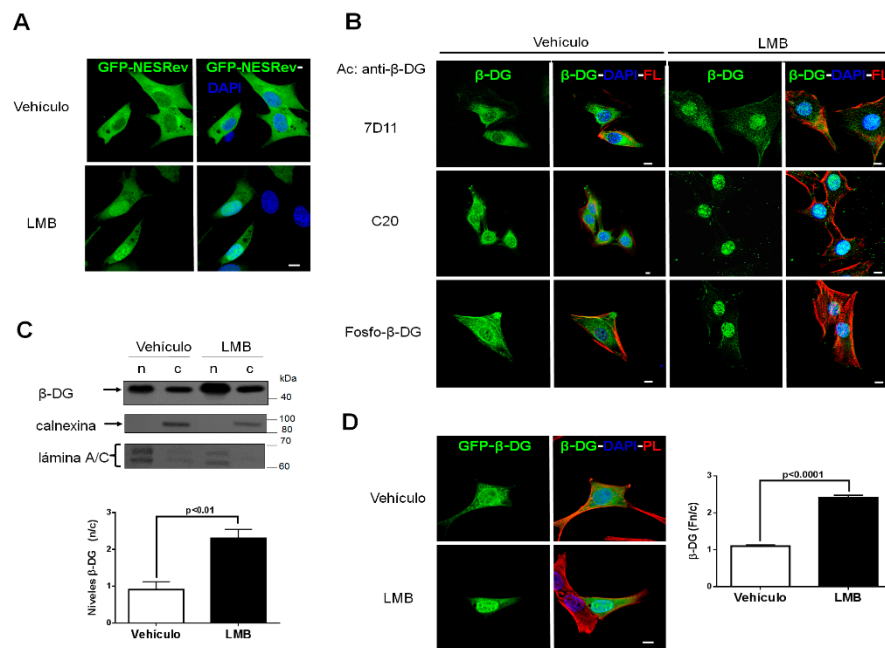 A
GFP-NESRev GFP-NESRev-
DAPI
Vehículo
LMB
B
Vehículo LMB
Ac: anti-β-DG β-DG β-DG-DAPI-FL β-DG β-DG-DAPI-FL
7D11
C20
Fosfo-β-DG
C
Vehículo LMB
n c n c kDa
β-DG 40
calnexina 100
80
lámina A/C 70
60
Niveles β-DG (n/c)
p<0.01
3
2
1
0
Vehículo LMB
D
GFP-β-DG β-DG-DAPI-PL
Vehículo
LMB
β-DG (Fn/c)
p<0.0001
3
2
1
0
Vehículo LMB